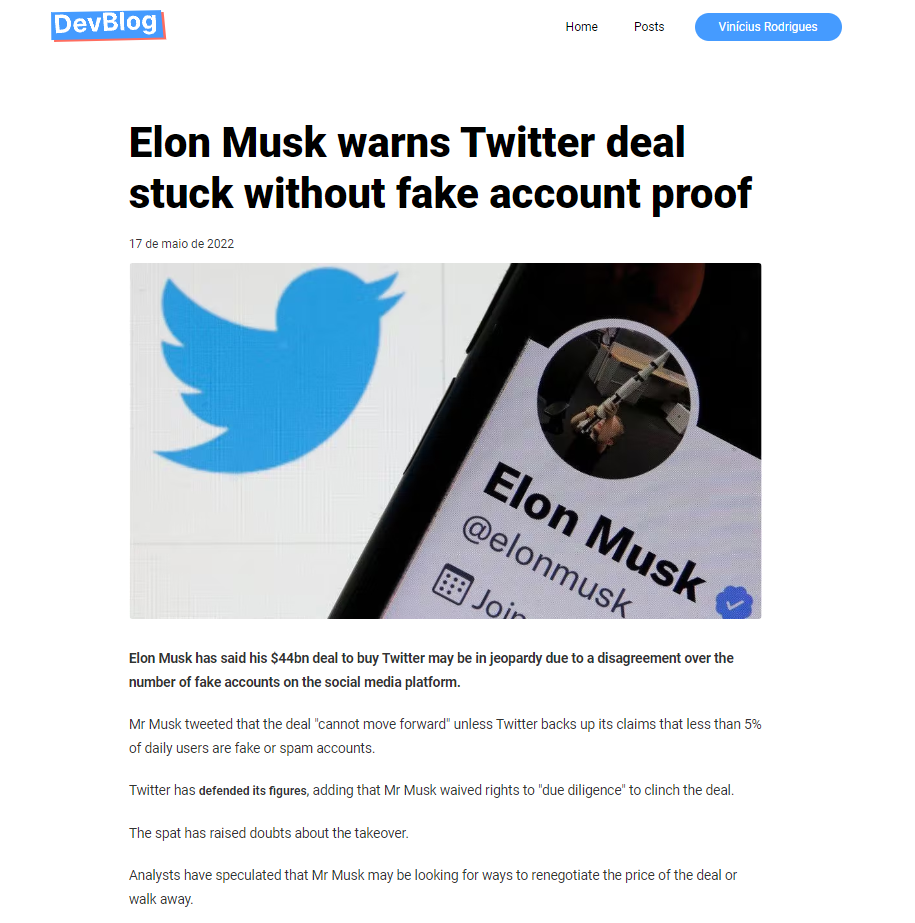 DevBlog
Home
Posts
Vinícius Rodrigues
Elon Musk warns Twitter deal
stuck without fake account proof
17 de maio de 2022
Elon Musk
@elonmusk
Join
Elon Musk has said his $44bn deal to buy Twitter may be in jeopardy due to a disagreement over the
number of fake accounts on the social media platform.
Mr Musk tweeted that the deal "cannot move forward" unless Twitter backs up its claims that less than 5%
of daily users are fake or spam accounts.
Twitter has defended its figures, adding that Mr Musk waived rights to "due diligence" to clinch the deal.
The spat has raised doubts about the takeover.
Analysts have speculated that Mr Musk may be looking for ways to renegotiate the price of the deal or
walk away.